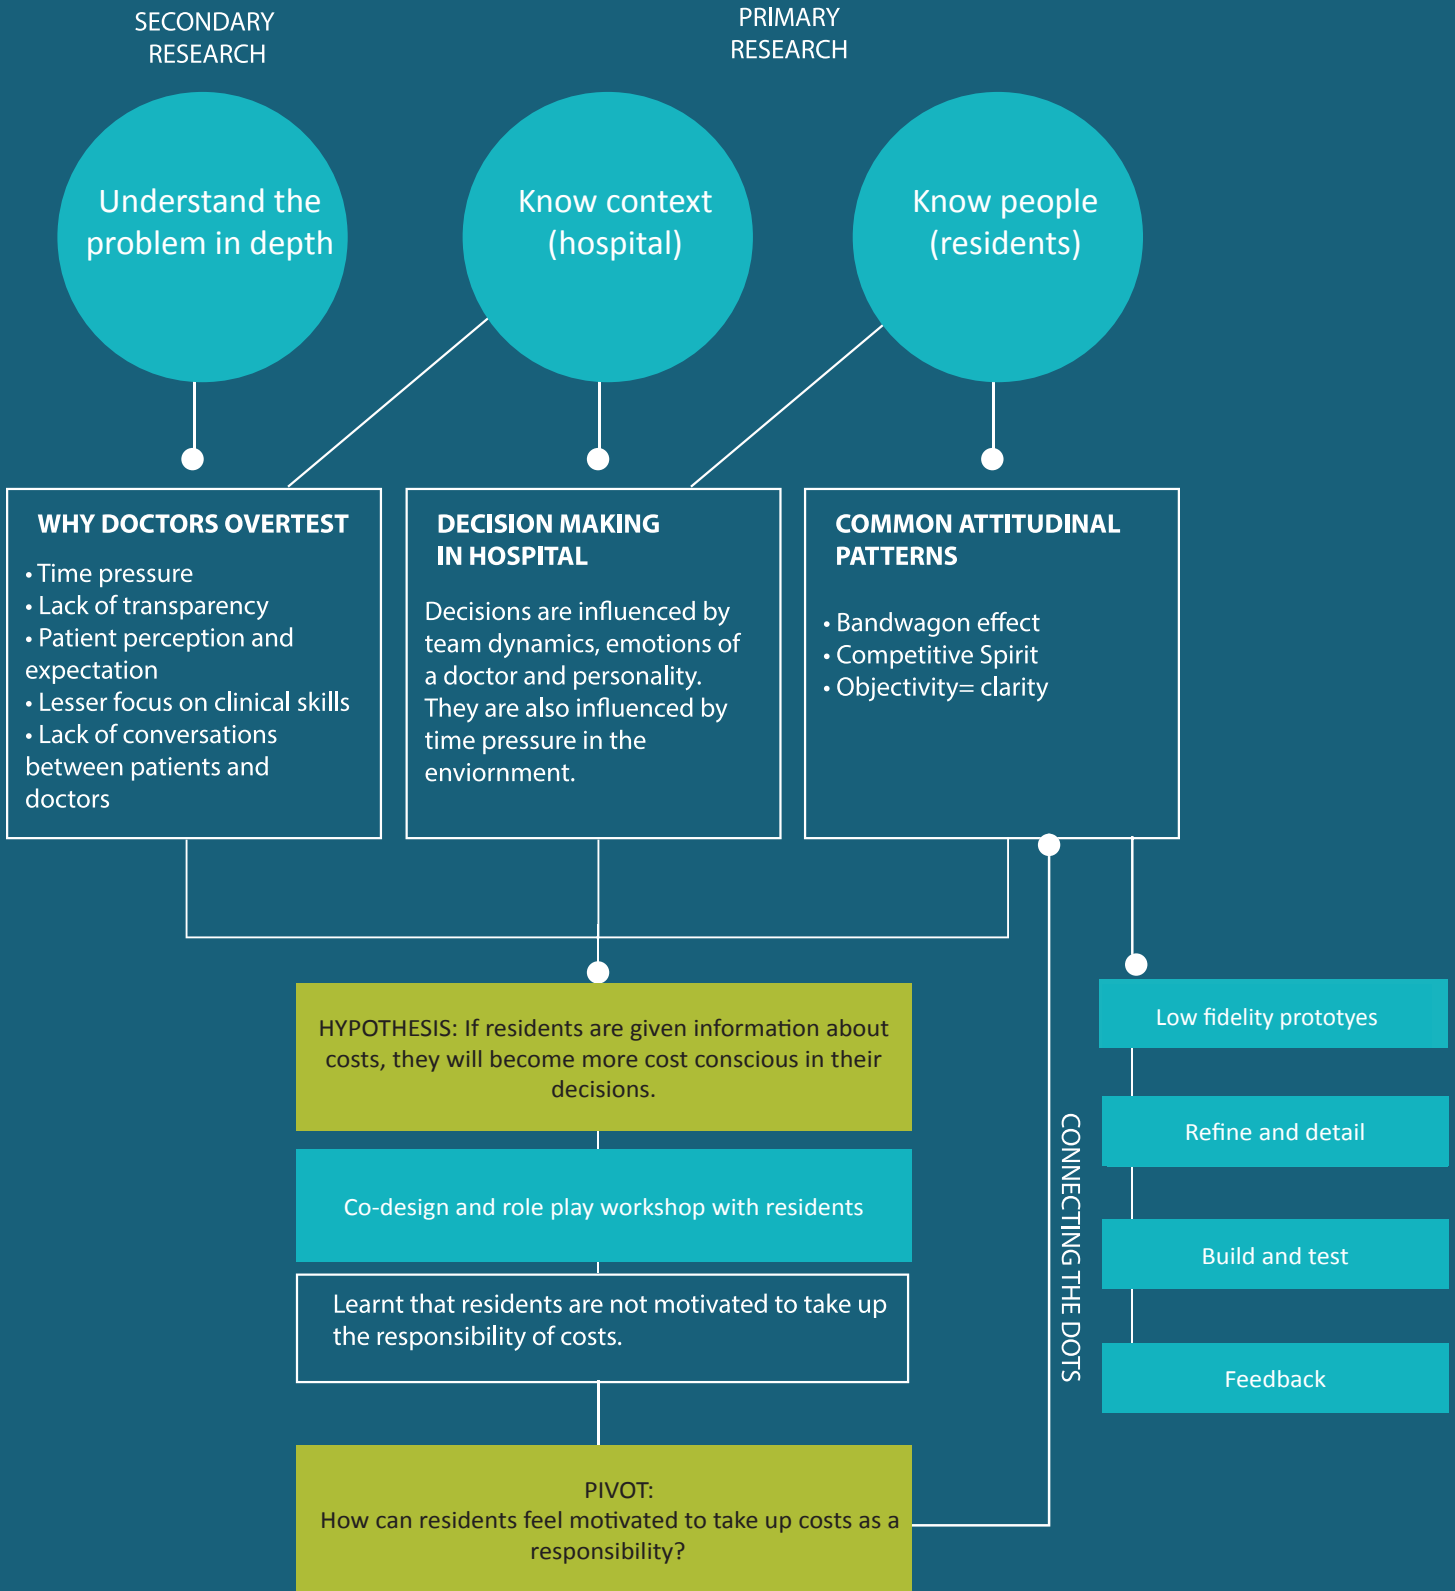 SECONDARY
RESEARCH
PRIMARY
RESEARCH
Understand the
problem in depth
Know context
(hospital)
Know people
(residents)
WHY DOCTORS OVERTEST
• Time pressure
• Lack of transparency
• Patient perception and
expectation
• Lesser focus on clinical skills
• Lack of conversations
between patients and
doctors
DECISION MAKING
IN HOSPITAL
Decisions are influenced by
team dynamics, emotions of
a doctor and personality.
They are also influenced by
time pressure in the
enviornment.
COMMON ATTITUDINAL
PATTERNS
• Bandwagon effect
• Competitive Spirit
• Objectivity= clarity
HYPOTHESIS: If residents are given information about
costs, they will become more cost conscious in their
decisions.
Co-design and role play workshop with residents
Learnt that residents are not motivated to take up
the responsibility of costs.
PIVOT:
How can residents feel motivated to take up costs as a
responsibility?
CONNECTING THE DOTS
Low fidelity prototyes
Refine and detail
Build and test
Feedback